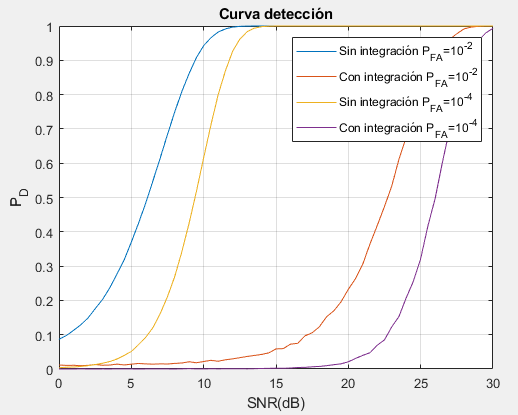 Curva detección
P_D
1
0.9
0.8
0.7
0.6
0.5
0.4
0.3
0.2
0.1
0
0 5 10 15 20 25 30
SNR(dB)
Sin integración P_FA=10^-2
Con integración P_FA=10^-2
Sin integración P_FA=10^-4
Con integración P_FA=10^-4